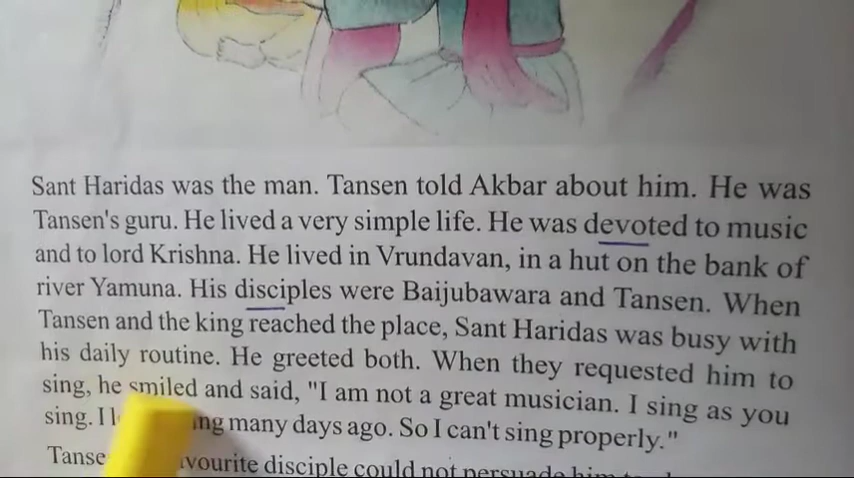 Sant Haridas was the man. Tansen told Akbar about him. He was
Tansen's guru. He lived a very simple life. He was devoted to music
and to lord Krishna. He lived in Vrundavan, in a hut on the bank of
river Yamuna. His disciples were Baijubawara and Tansen. When
Tansen and the king reached the place, Sant Haridas was busy with
his daily routine. He greeted both. When they requested him to
sing, he smiled and said, "I am not a great musician. I sing as you
sing. I many days ago. So I can't sing properly."
disciple could not persuade him